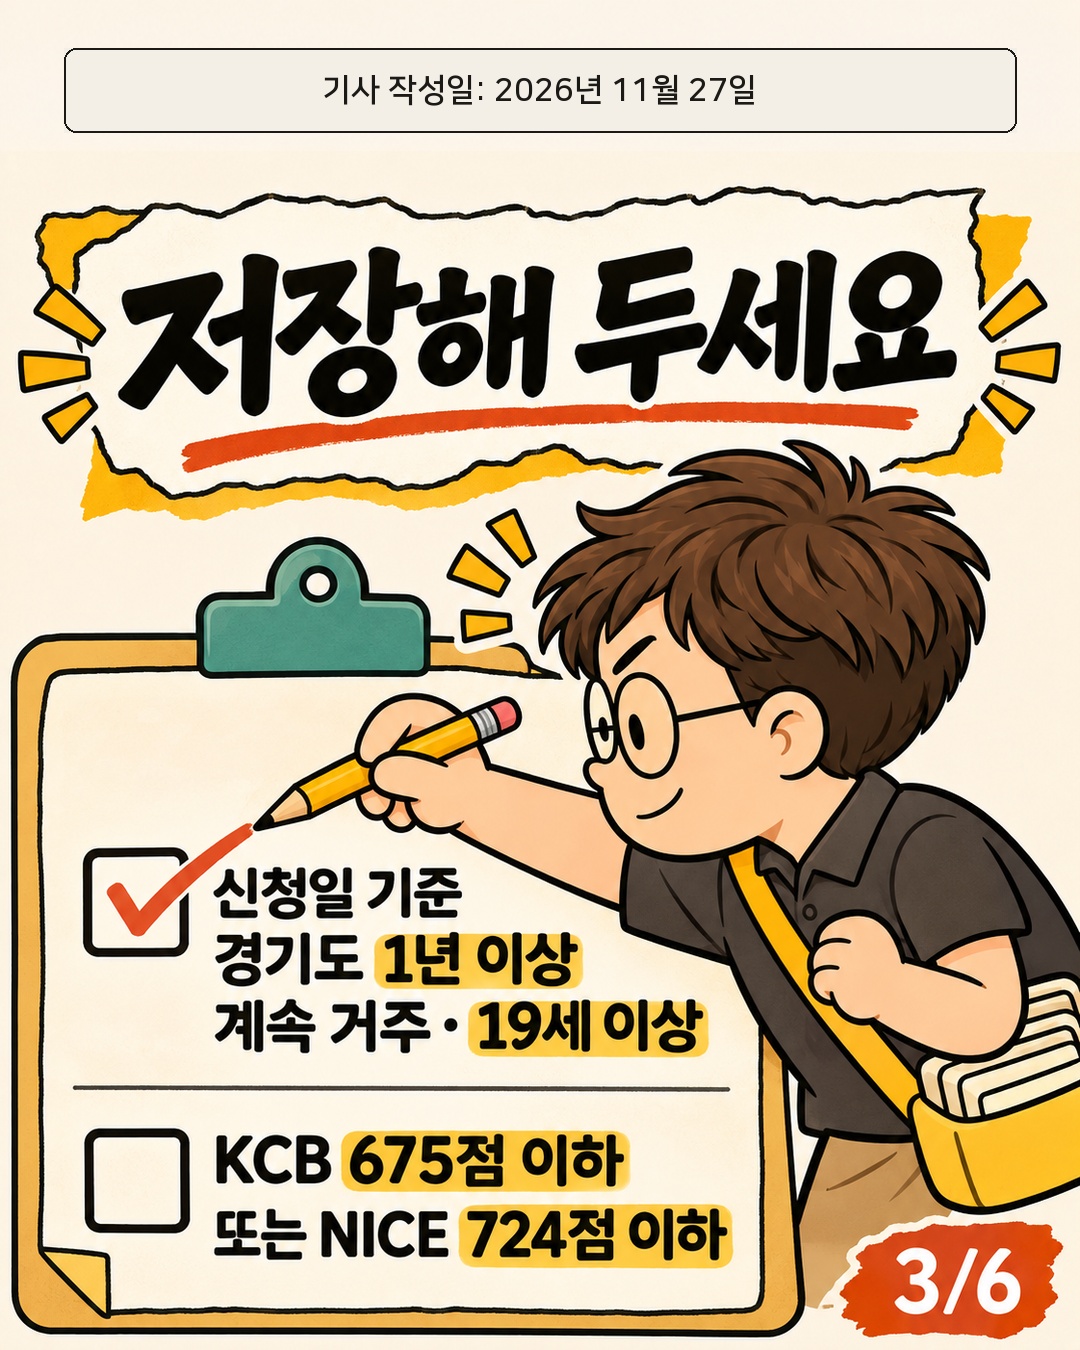 기사 작성일: 2026년 11월 27일
저장해 두세요
신청일 기준
경기도 1년 이상
계속 거주 · 19세 이상
KCB 675점 이하
또는 NICE 724점 이하
3/6